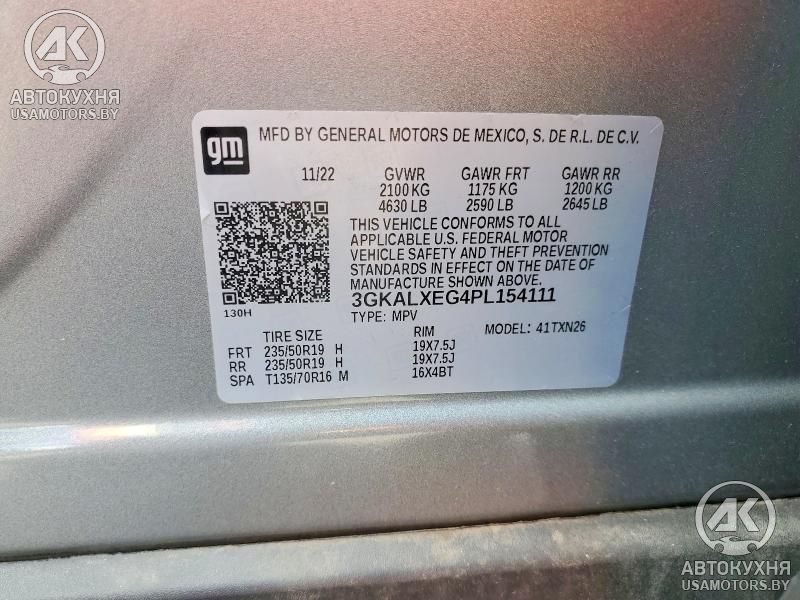 AK
АВТОКУХНЯ
USAMOTORS.BY
gm
MFD BY GENERAL MOTORS DE MEXICO, S. DE R.L. DE C.V.
11/22 GVWR GAWR FRT GAWR RR
2100 KG 1175 KG 1200 KG
4630 LB 2590 LB 2645 LB
THIS VEHICLE CONFORMS TO ALL
APPLICABLE U.S. FEDERAL MOTOR
VEHICLE SAFETY AND THEFT PREVENTION
STANDARDS IN EFFECT ON THE DATE OF
MANUFACTURE SHOWN ABOVE.
3GKALXEG4PL154111
130H
TYPE: MPV
TIRE SIZE RIM MODEL: 41TXN26
FRT 235/50R19 H 19X7.5J
RR 235/50R19 H 19X7.5J
SPA T135/70R16 M 16X4BT
AK
АВТОКУХНЯ
USAMOTORS.BY